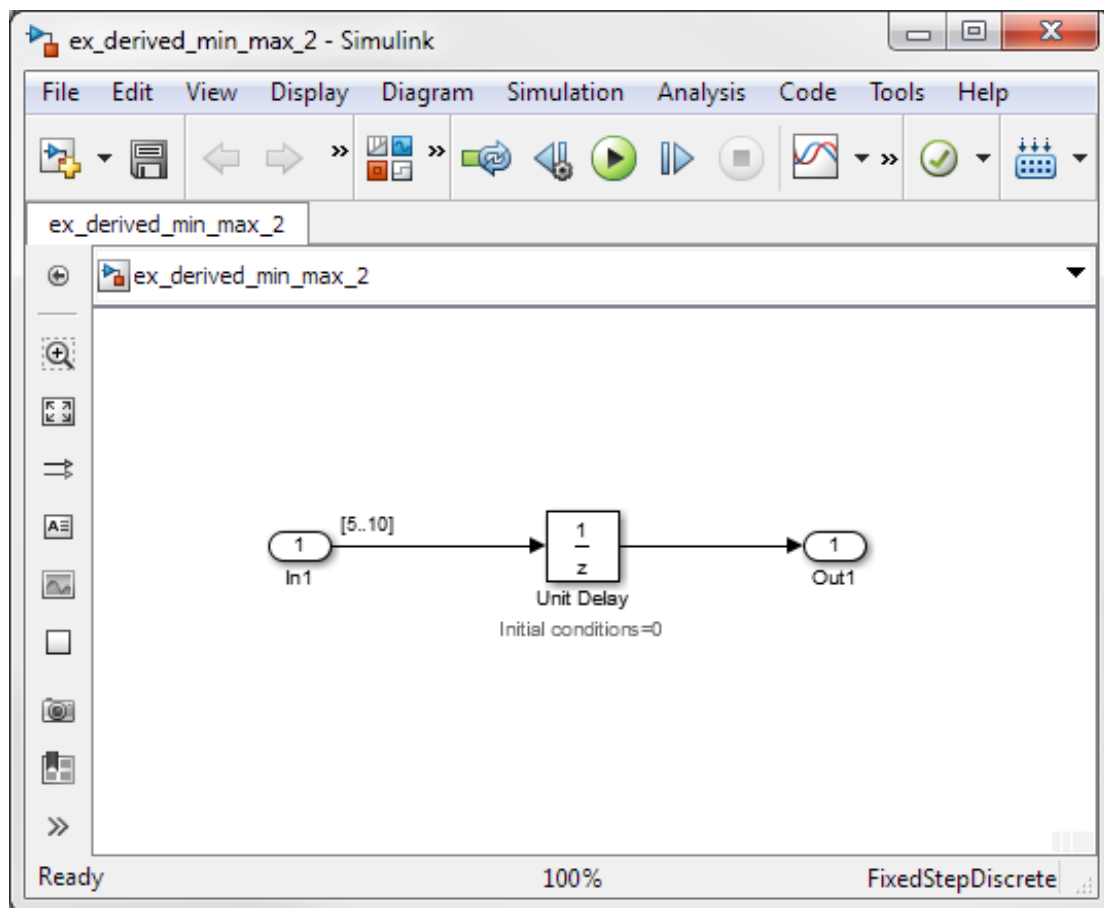 ex_derived_min_max_2 - Simulink
File Edit View Display Diagram Simulation Analysis Code Tools Help
ex_derived_min_max_2
ex_derived_min_max_2
[5..10]
1
In1
1
z
Unit Delay
Initial conditions=0
1
Out1
Ready 100% FixedStepDiscrete